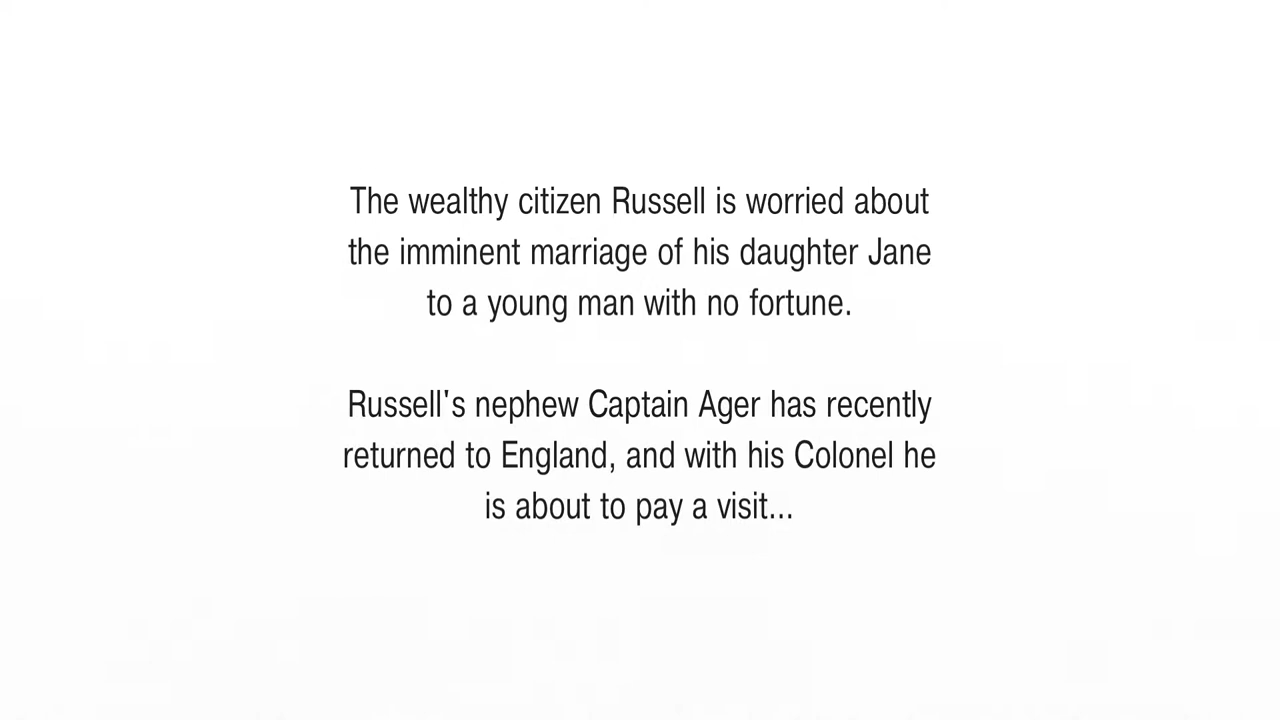 The wealthy citizen Russell is worried about
the imminent marriage of his daughter Jane
to a young man with no fortune.
Russell's nephew Captain Ager has recently
returned to England, and with his Colonel he
is about to pay a visit...